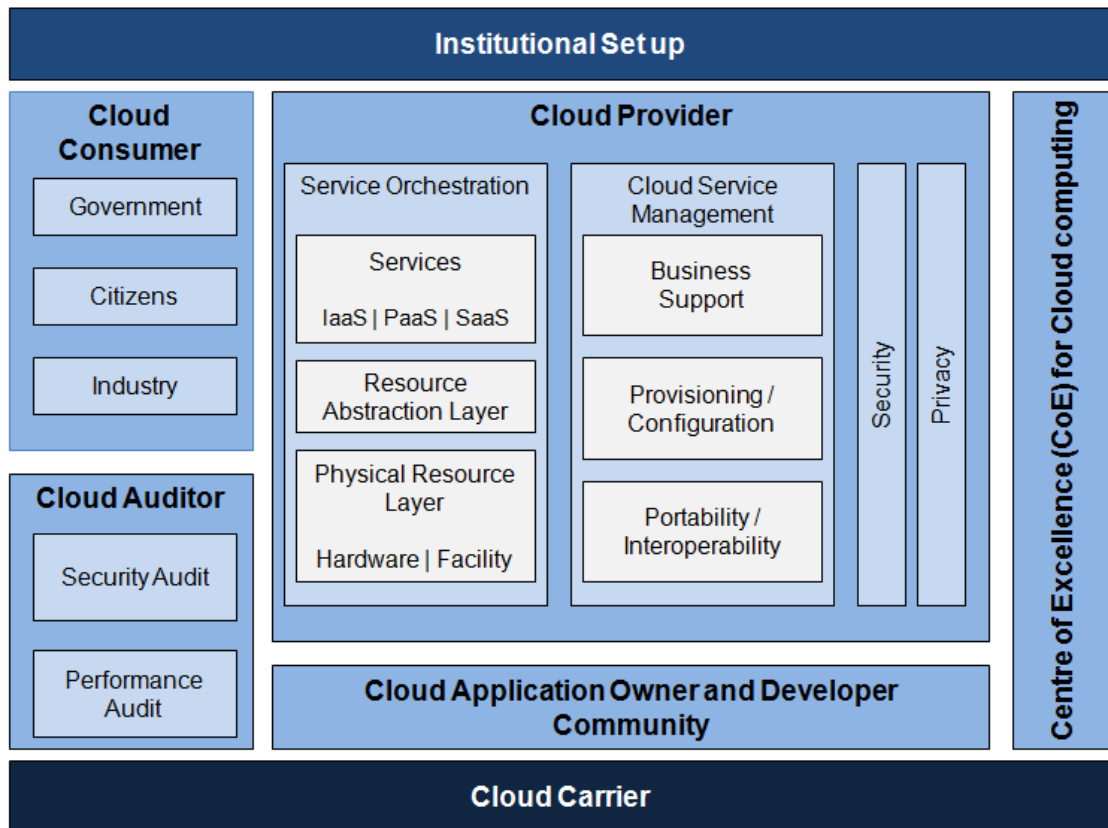 Institutional Set up
Cloud
Consumer
Government
Citizens
Industry
Cloud Auditor
Security Audit
Performance
Audit
Cloud Provider
Service Orchestration
Services
IaaS | PaaS | SaaS
Resource
Abstraction Layer
Physical Resource
Layer
Hardware | Facility
Cloud Service
Management
Business
Support
Provisioning /
Configuration
Portability /
Interoperability
Security
Privacy
Cloud Application Owner and Developer
Community
Centre of Excellence (CoE) for Cloud computing
Cloud Carrier